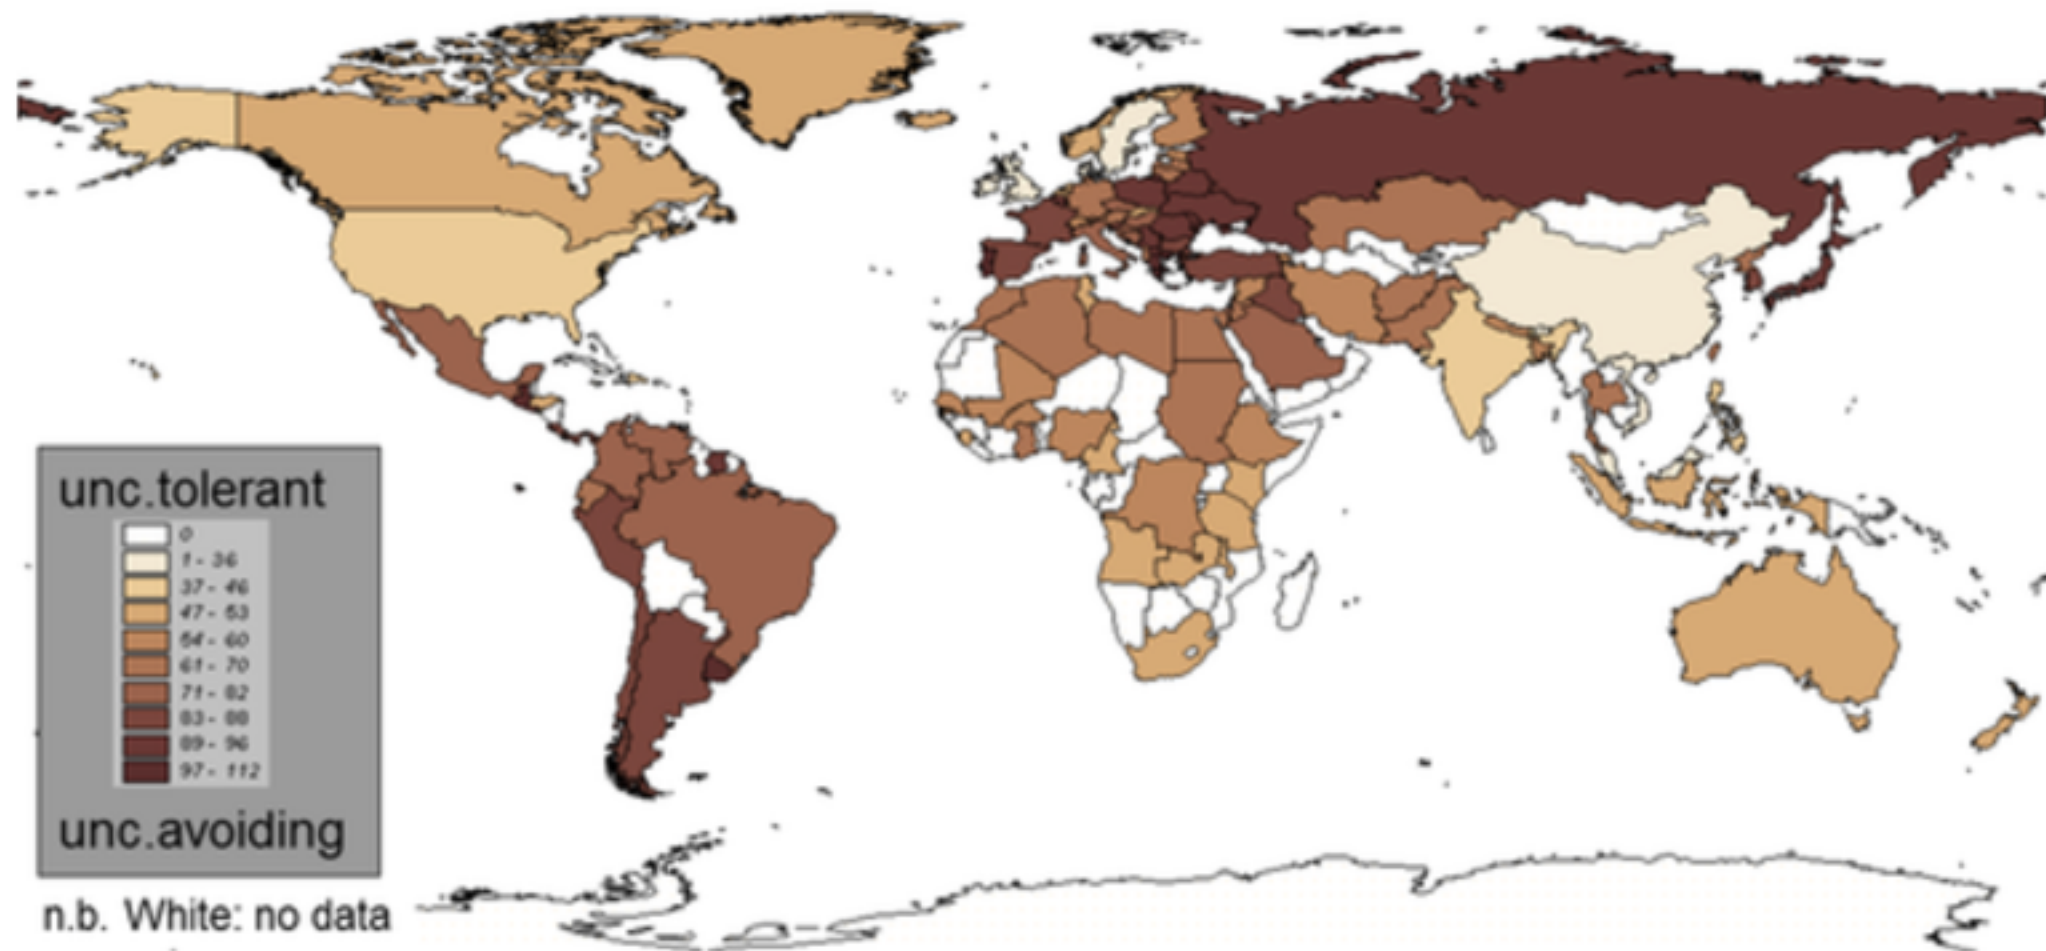 unc.tolerant
0
1 - 36
37 - 46
47 - 53
54 - 60
61 - 70
71 - 82
83 - 88
89 - 96
97 - 112
unc.avoiding
n.b. White: no data